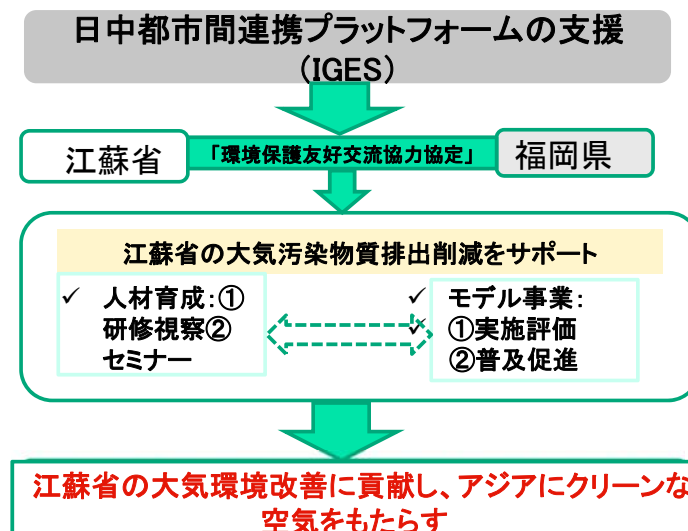 日中都市間連携プラットフォームの支援
(IGES)
江蘇省
「環境保護友好交流協力協定」
福岡県
江蘇省の大気汚染物質排出削減をサポート
✓ 人材育成：①
研修視察②
セミナー
✓ モデル事業：
✓ ①実施評価
②普及促進
江蘇省の大気環境改善に貢献し、アジアにクリーンな
空気をもたらす